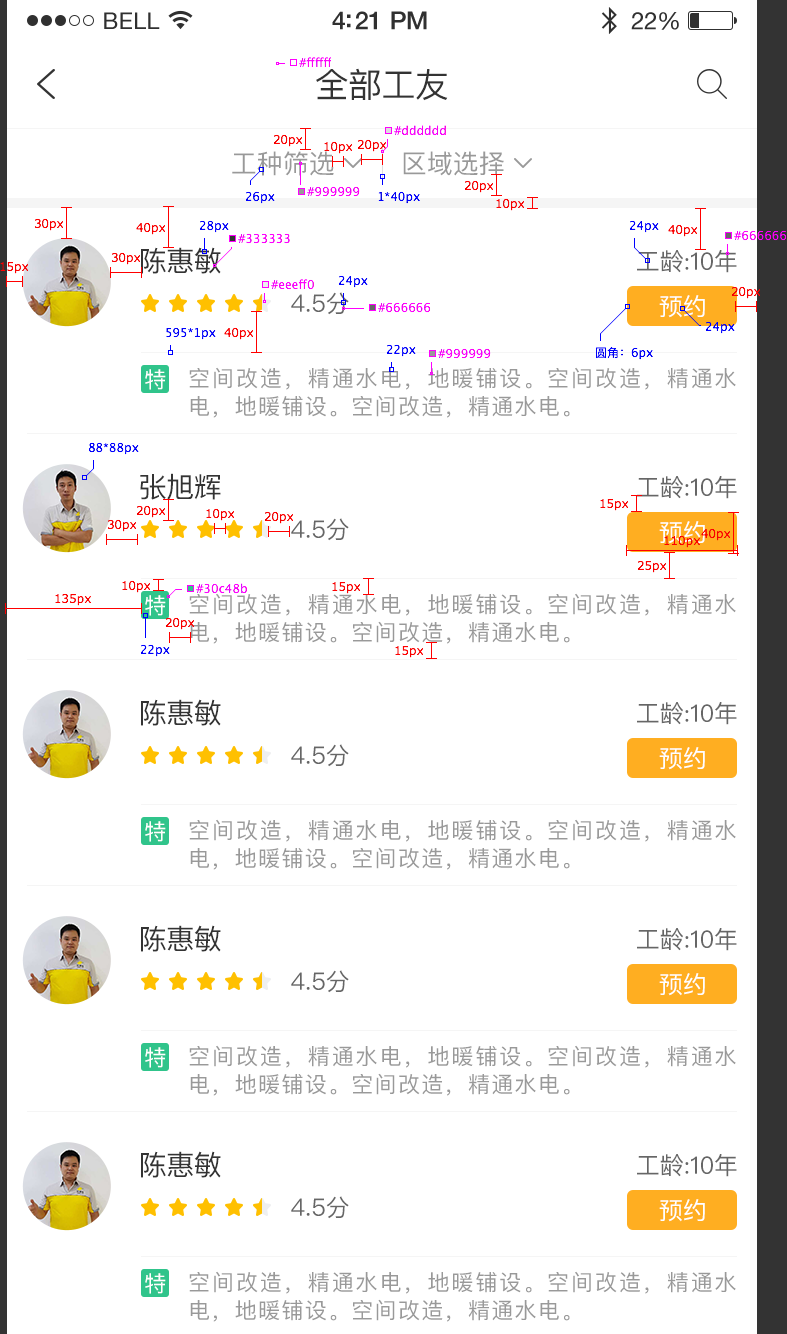 BELL 4:21 PM 22%
#ffffff
全部工友
#dddddd
20px 10px 20px
工种筛选 区域选择
20px
26px #999999 1*40px
10px
30px 40px 28px 24px 40px
#333333 #666666
陈惠敏 工龄:10年
30px
15px
#eeeff0 24px
4.5分 #666666 预约 20px
595*1px 40px 24px
22px #999999 圆角：6px
特 空间改造，精通水电，地暖铺设。空间改造，精通水
电，地暖铺设。空间改造，精通水电。
88*88px
张旭辉 工龄:10年
20px 10px 20px 15px
30px 4.5分 预约 40px
110px
25px
10px #30c48b 15px
135px
特 空间改造，精通水电，地暖铺设。空间改造，精通水
20px
电，地暖铺设。空间改造，精通水电。
22px 15px
陈惠敏 工龄:10年
4.5分 预约
特 空间改造，精通水电，地暖铺设。空间改造，精通水
电，地暖铺设。空间改造，精通水电。
陈惠敏 工龄:10年
4.5分 预约
特 空间改造，精通水电，地暖铺设。空间改造，精通水
电，地暖铺设。空间改造，精通水电。
陈惠敏 工龄:10年
4.5分 预约
特 空间改造，精通水电，地暖铺设。空间改造，精通水
电，地暖铺设。空间改造，精通水电。